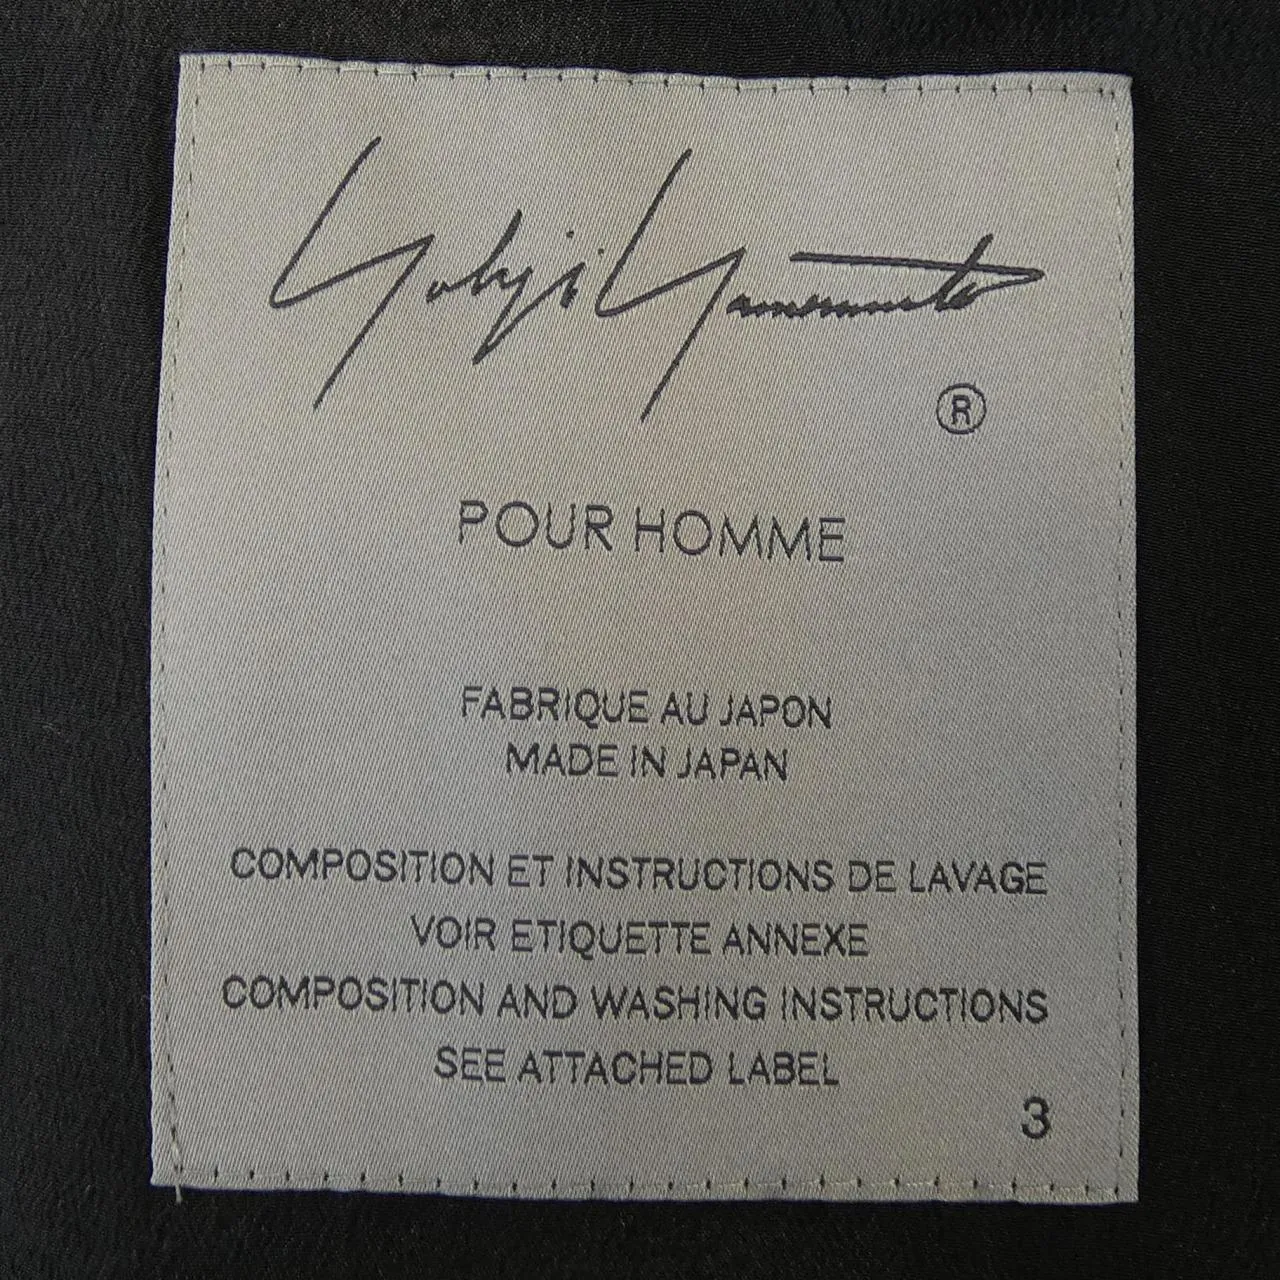 Yohji Yamamoto
®
POUR HOMME
FABRIQUE AU JAPON
MADE IN JAPAN
COMPOSITION ET INSTRUCTIONS DE LAVAGE
VOIR ETIQUETTE ANNEXE
COMPOSITION AND WASHING INSTRUCTIONS
SEE ATTACHED LABEL
3